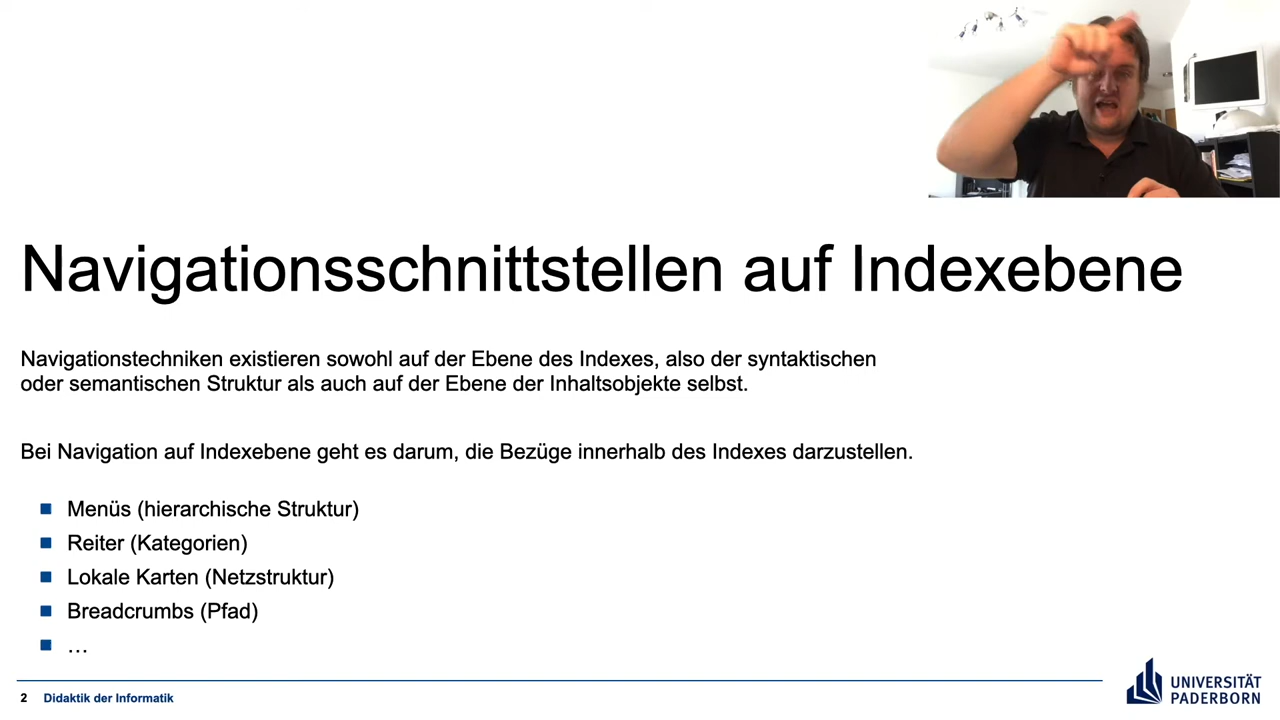 Navigationsschnittstellen auf Indexebene
Navigationstechniken existieren sowohl auf der Ebene des Indexes, also der syntaktischen
oder semantischen Struktur als auch auf der Ebene der Inhaltsobjekte selbst.
Bei Navigation auf Indexebene geht es darum, die Bezüge innerhalb des Indexes darzustellen.
Menüs (hierarchische Struktur)
Reiter (Kategorien)
Lokale Karten (Netzstruktur)
Breadcrumbs (Pfad)
…
2 Didaktik der Informatik
UNIVERSITÄT
PADERBORN